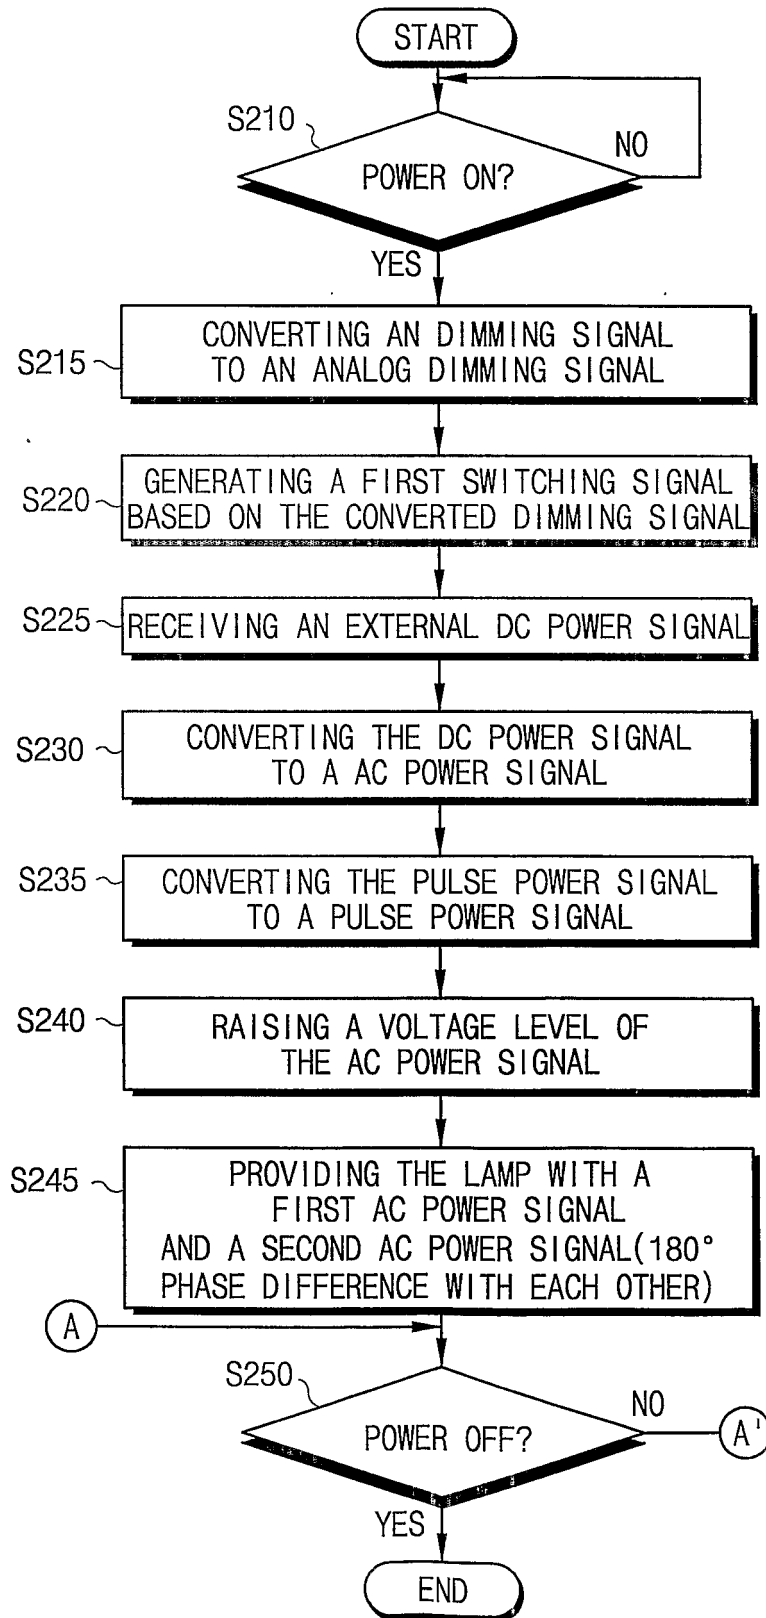 START
S210
POWER ON?
NO
YES
S215
CONVERTING AN DIMMING SIGNAL
TO AN ANALOG DIMMING SIGNAL
S220
GENERATING A FIRST SWITCHING SIGNAL
BASED ON THE CONVERTED DIMMING SIGNAL
S225
RECEIVING AN EXTERNAL DC POWER SIGNAL
S230
CONVERTING THE DC POWER SIGNAL
TO A AC POWER SIGNAL
S235
CONVERTING THE PULSE POWER SIGNAL
TO A PULSE POWER SIGNAL
S240
RAISING A VOLTAGE LEVEL OF
THE AC POWER SIGNAL
S245
PROVIDING THE LAMP WITH A
FIRST AC POWER SIGNAL
AND A SECOND AC POWER SIGNAL(180°
PHASE DIFFERENCE WITH EACH OTHER)
A
S250
POWER OFF?
NO
A'
YES
END